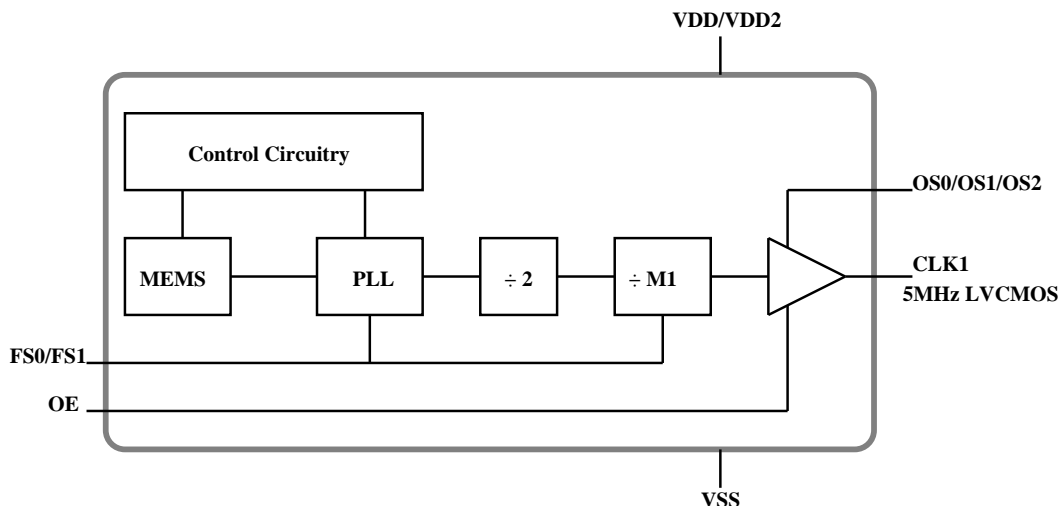 VDD/VDD2
Control Circuitry
OS0/OS1/OS2
MEMS
PLL
÷ 2
÷ M1
CLK1
5MHz LVCMOS
FS0/FS1
OE
VSS